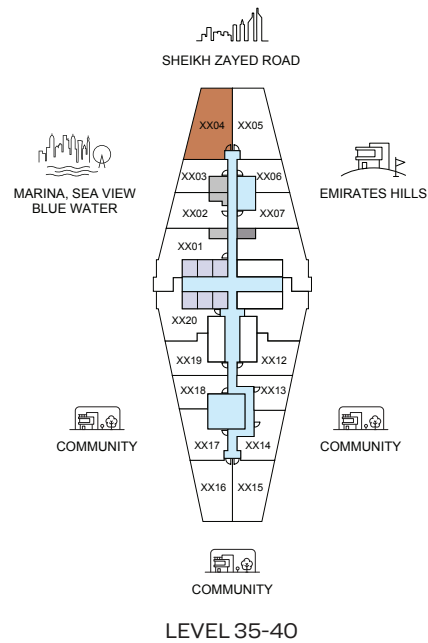 SHEIKH ZAYED ROAD
XX04 XX05
XX03 XX06
MARINA, SEA VIEW
BLUE WATER
EMIRATES HILLS
XX02 XX07
XX01
XX20
XX19 XX12
XX18 XX13
COMMUNITY
COMMUNITY
XX17 XX14
XX16 XX15
COMMUNITY
LEVEL 35-40